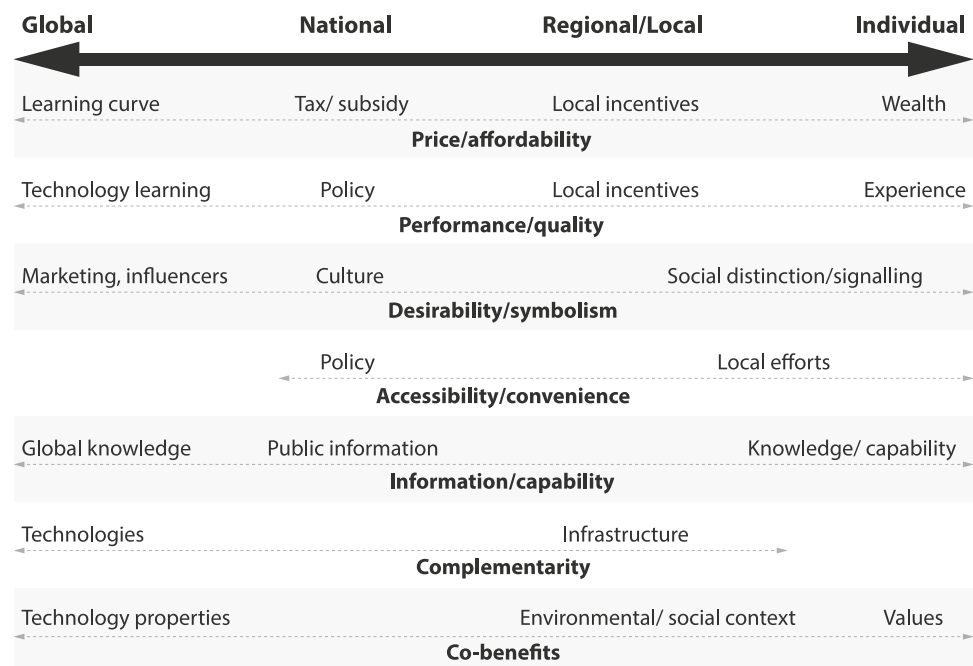 Global National Regional/Local Individual
Learning curve Tax/ subsidy Local incentives Wealth
Price/affordability
Technology learning Policy Local incentives Experience
Performance/quality
Marketing, influencers Culture Social distinction/signalling
Desirability/symbolism
Policy Local efforts
Accessibility/convenience
Global knowledge Public information Knowledge/ capability
Information/capability
Technologies Infrastructure
Complementarity
Technology properties Environmental/ social context Values
Co-benefits